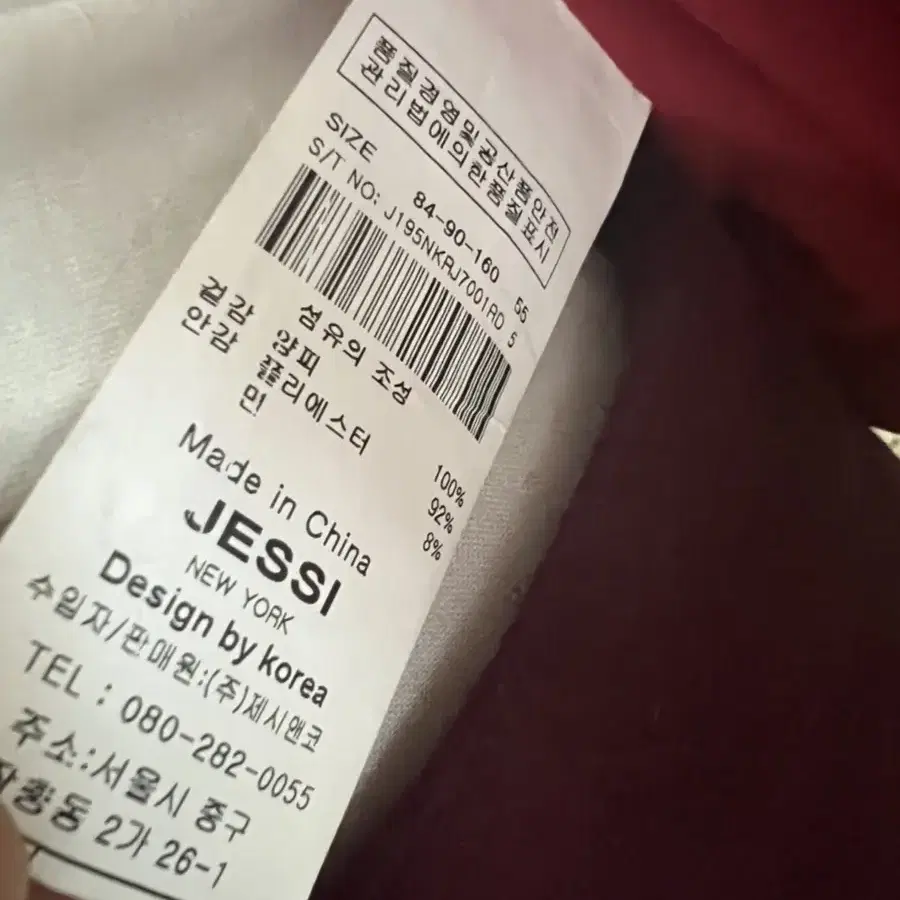 품질경영및공산품안전
관리법에의한품질표시
SIZE 84-90-160 55
S/T NO: J195NKRJ7001RD 5
섬유의 조성
겉감 양피 100%
안감 폴리에스터 92%
면 8%
Made in China
JESSI
NEW YORK
Design by korea
수입자/판매원:(주)제시앤코
TEL : 080-282-0055
주소:서울시 중구
장충동 2가 26-1